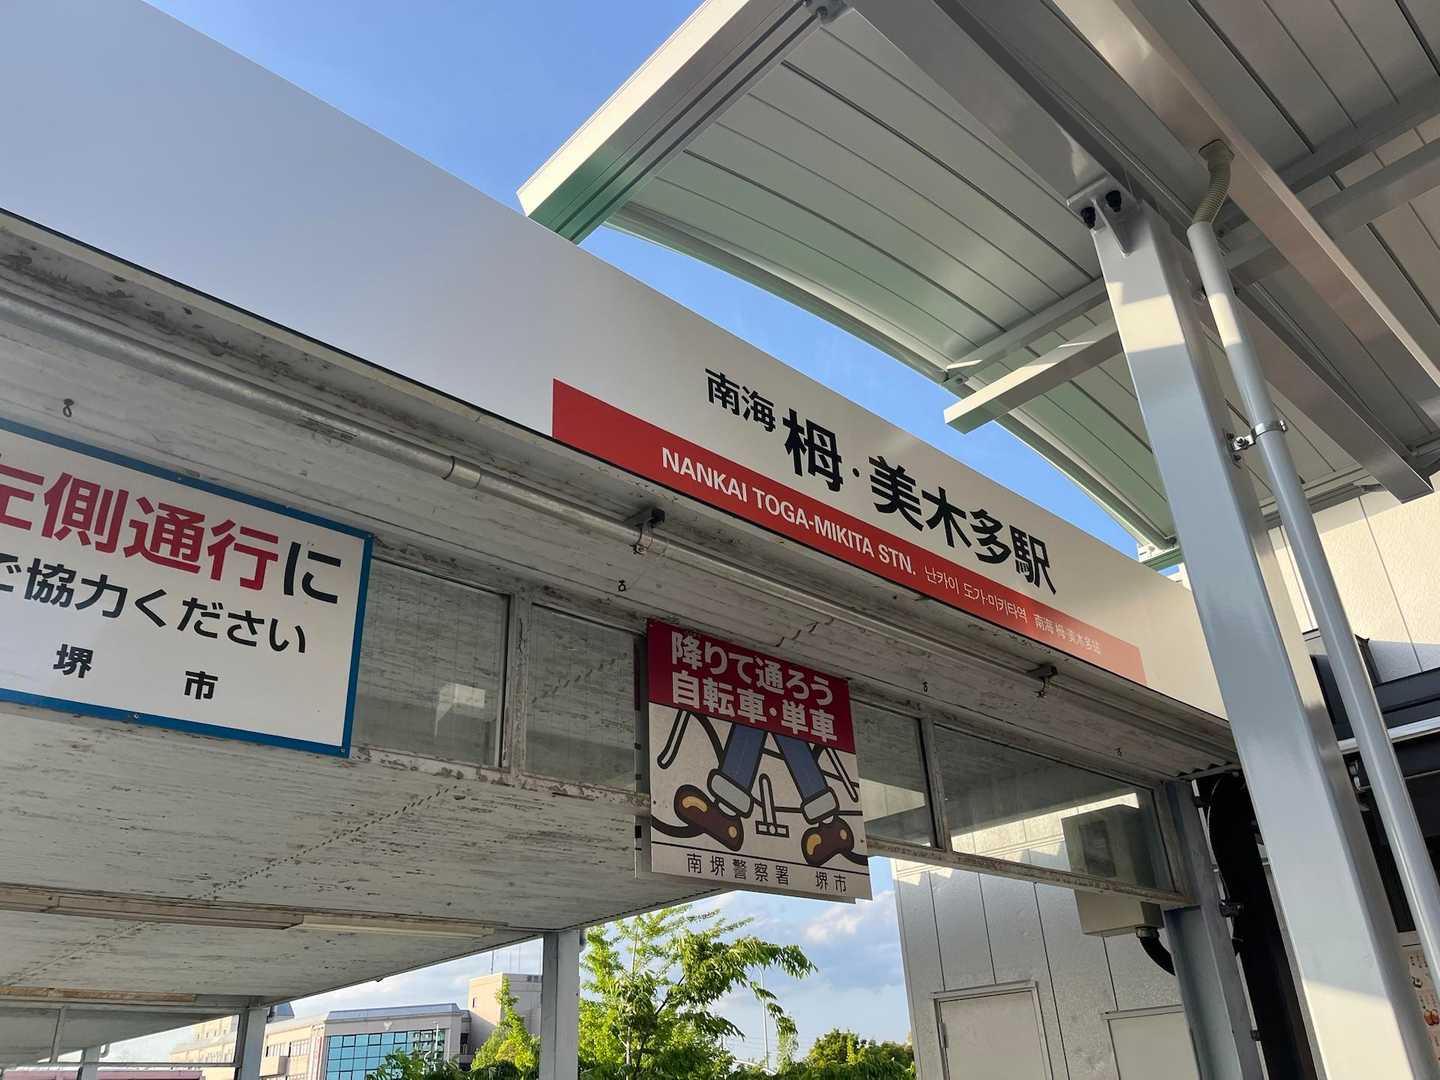 南海 栂・美木多駅
NANKAI TOGA-MIKITA STN. 난카이 도가·미키타역 南海 栂·美木多站
左側通行に
ご協力ください
堺 市
降りて通ろう
自転車・単車
南堺警察署 堺市